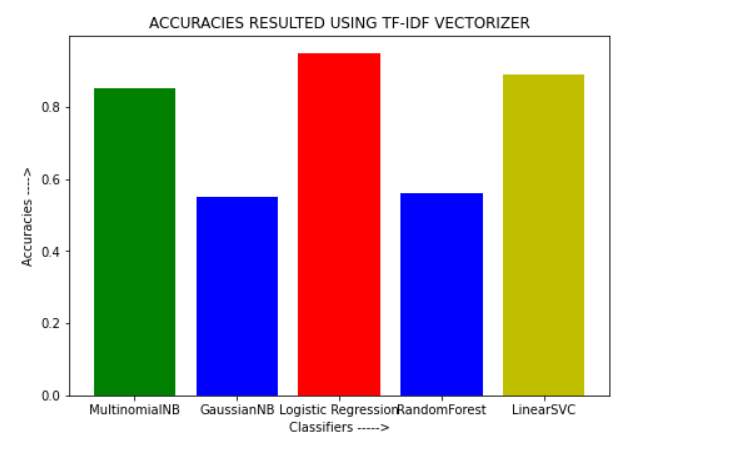 ACCURACIES RESULTED USING TF-IDF VECTORIZER
Accuracies ---->
0.8
0.6
0.4
0.2
0.0
MultinomialNB GaussianNB Logistic Regression RandomForest LinearSVC
Classifiers ----->